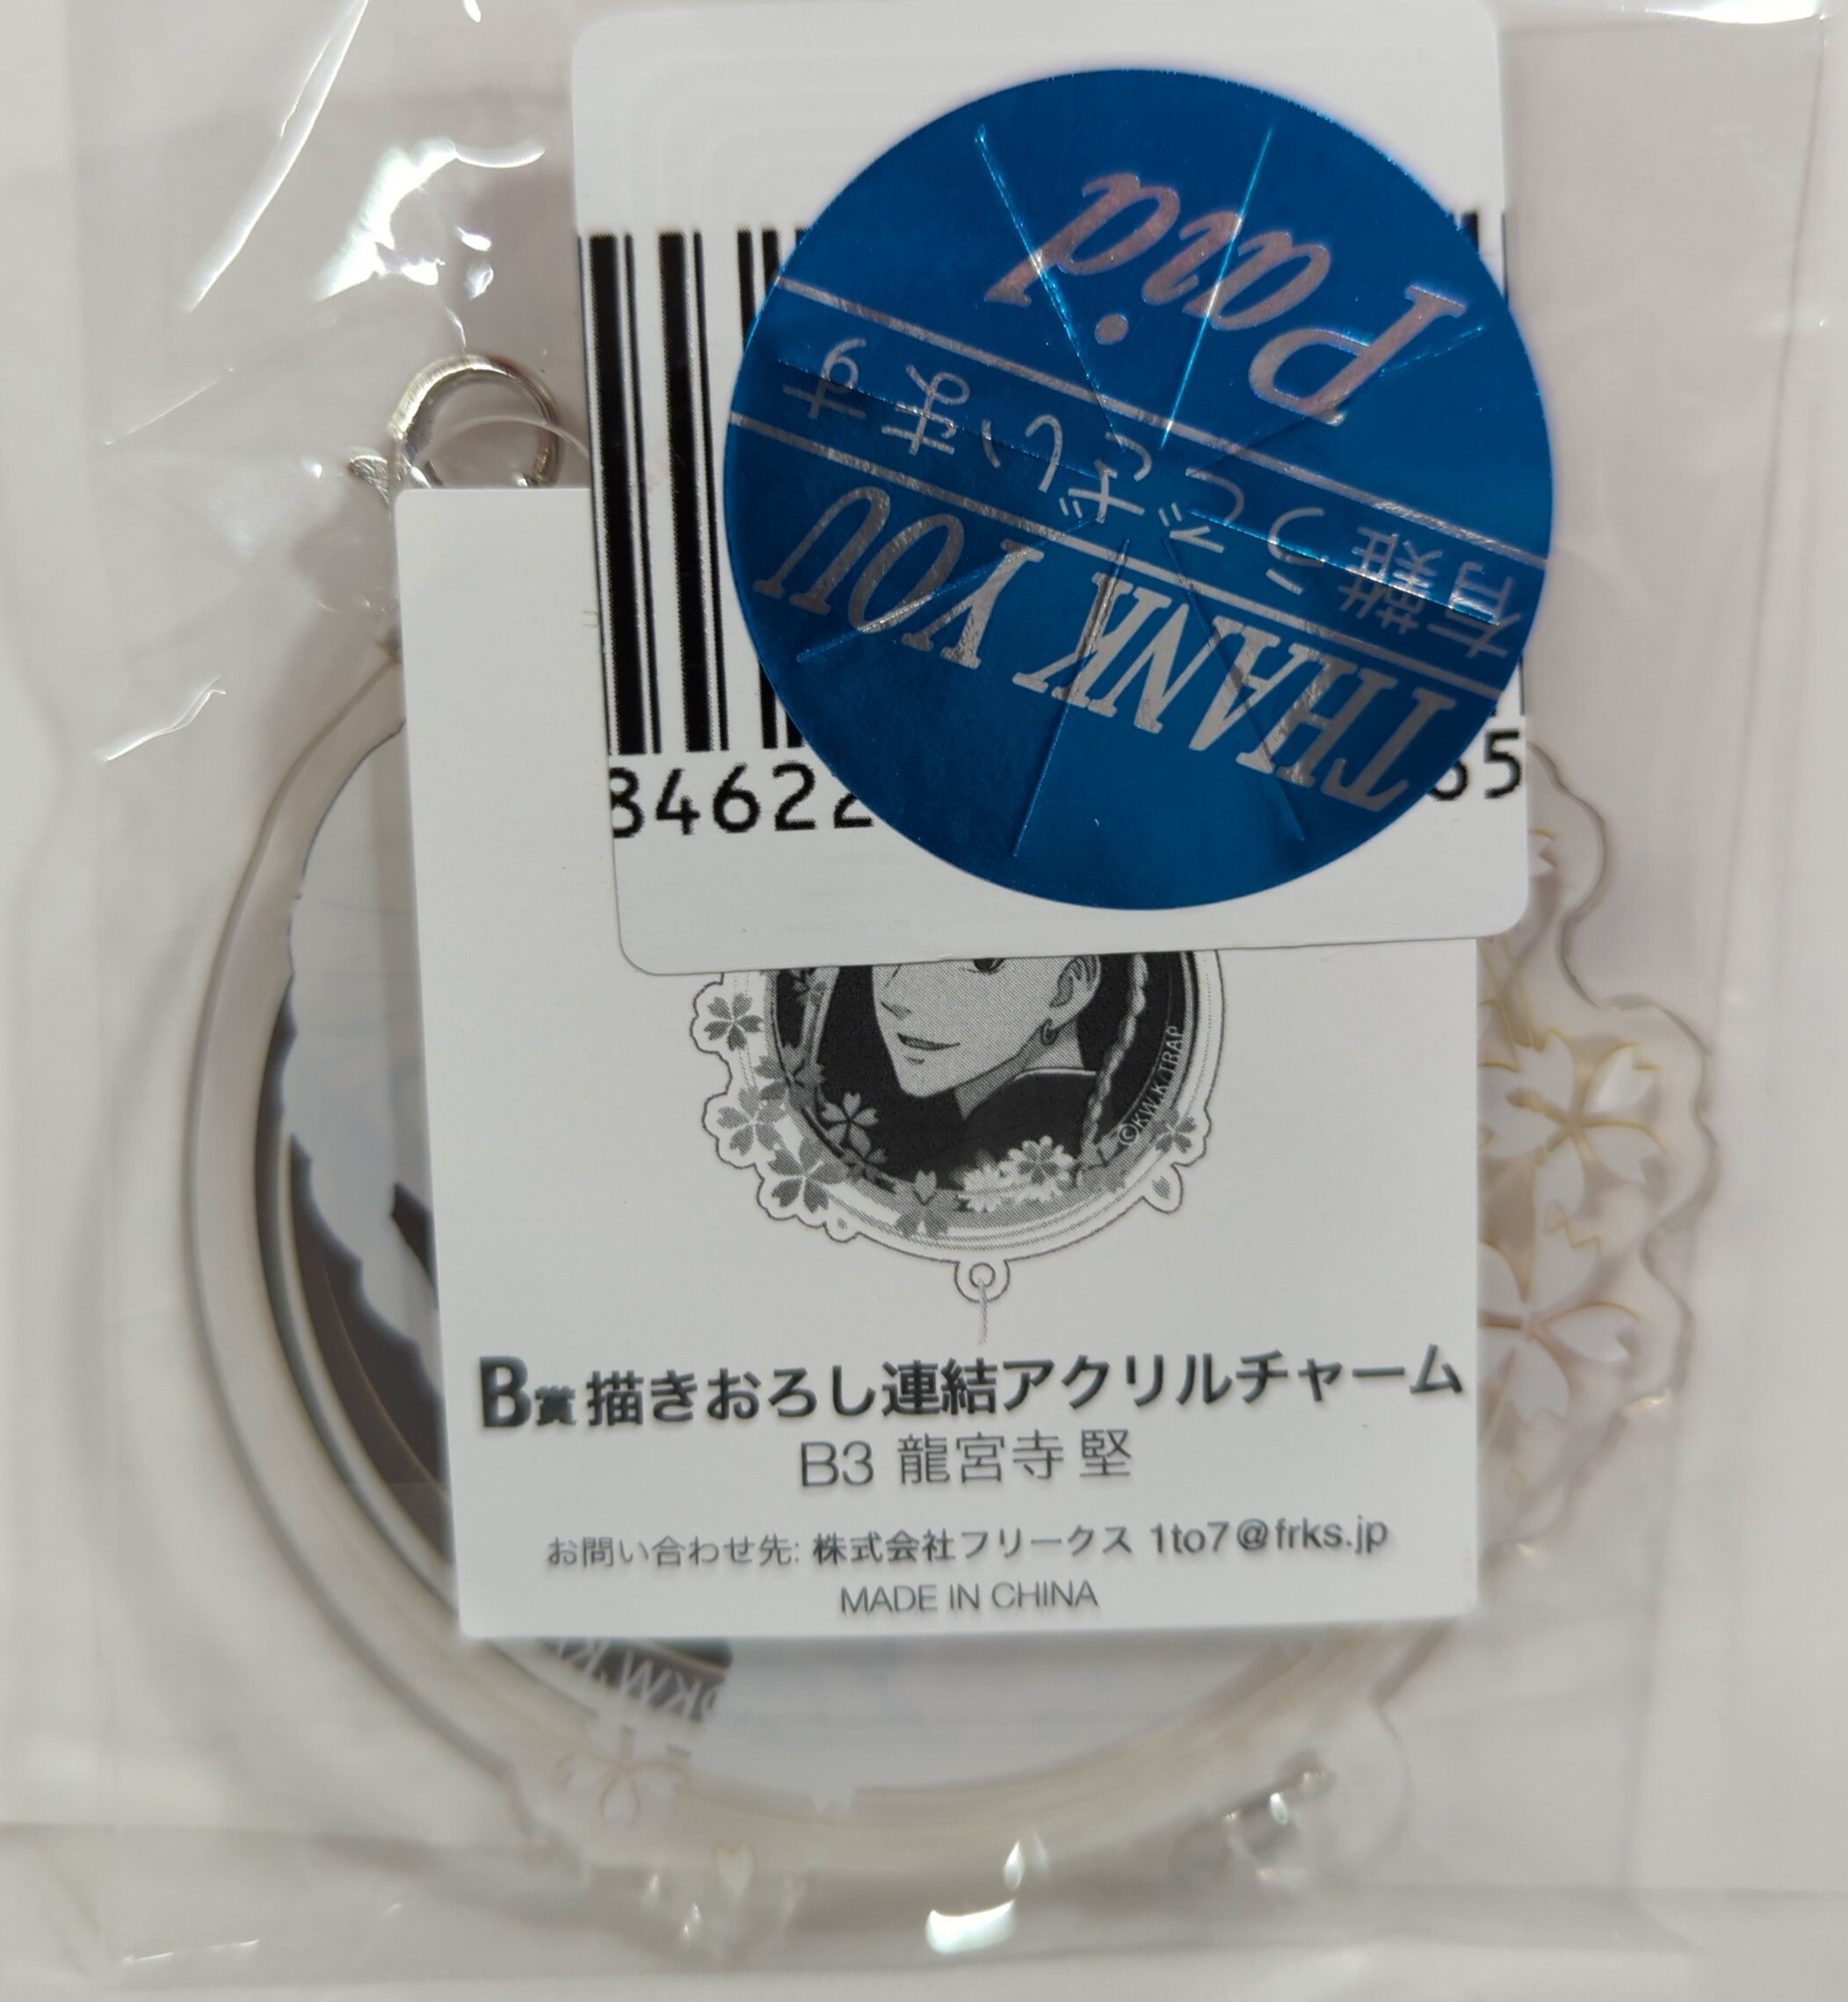 Paid
有難うございます
THANK YOU
84622
65
©KW.K/TRAP
B賞 描きおろし連結アクリルチャーム
B3 龍宮寺 堅
お問い合わせ先: 株式会社フリークス 1to7@frks.jp
MADE IN CHINA